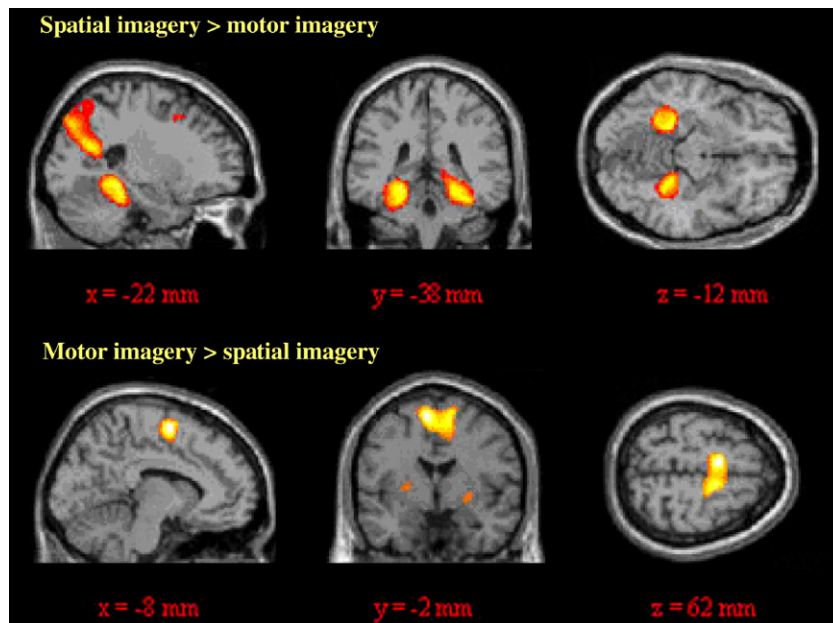 Spatial imagery > motor imagery
x = -22 mm
y = -38 mm
z = -12 mm
Motor imagery > spatial imagery
x = -8 mm
y = -2 mm
z = 62 mm